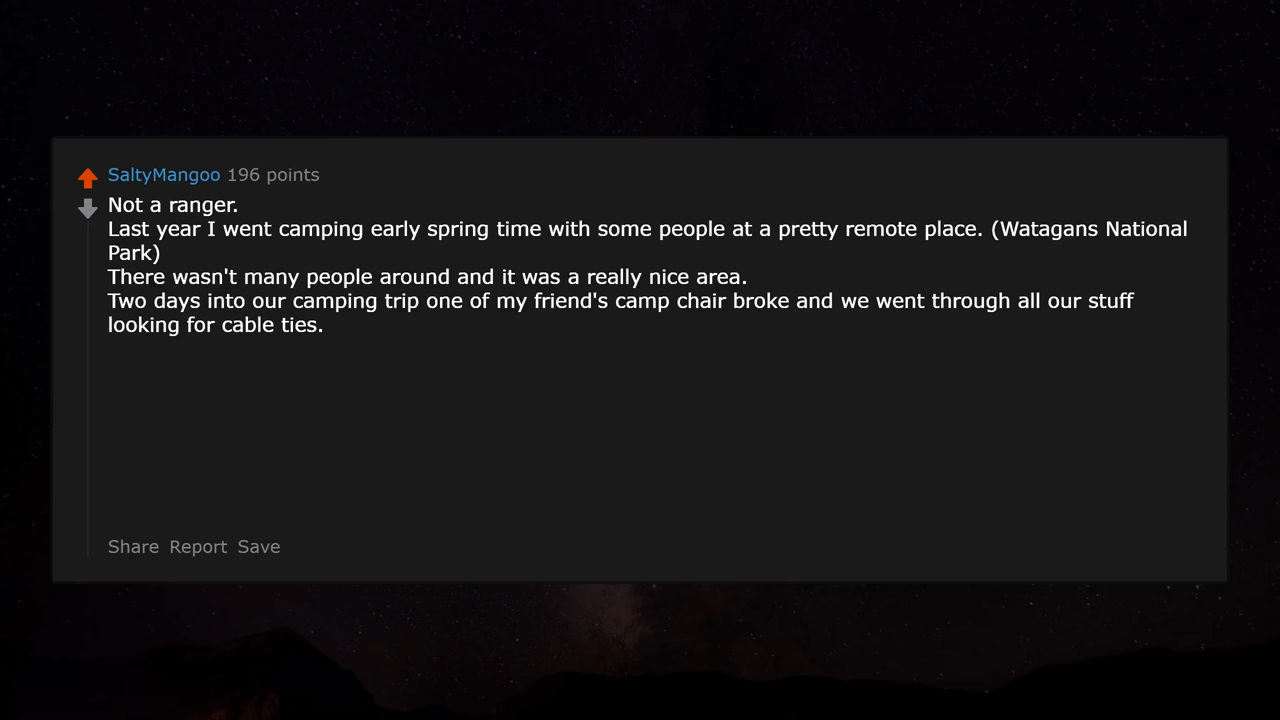 SaltyMangoo 196 points
Not a ranger.
Last year I went camping early spring time with some people at a pretty remote place. (Watagans National
Park)
There wasn't many people around and it was a really nice area.
Two days into our camping trip one of my friend's camp chair broke and we went through all our stuff
looking for cable ties.
Share Report Save